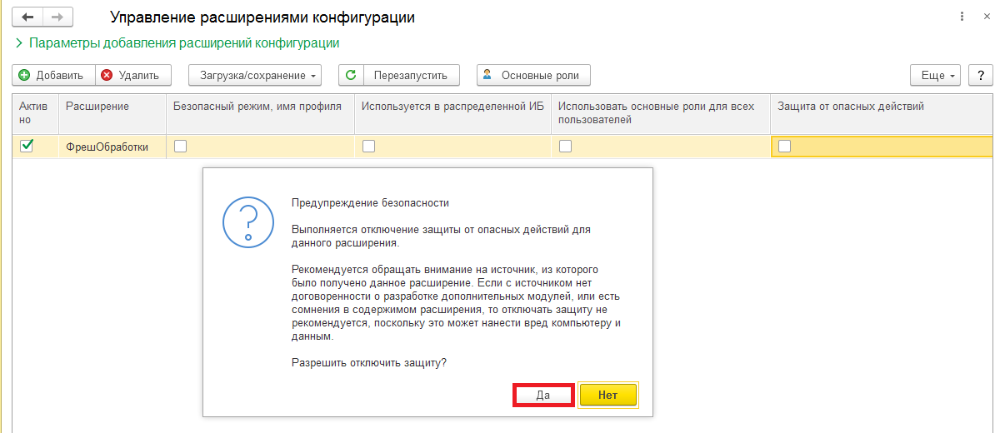 Управление расширениями конфигурации
Параметры добавления расширений конфигурации
Добавить Удалить Загрузка/сохранение Перезапустить Основные роли Еще ?
Актив Расширение Безопасный режим, имя профиля Используется в распределенной ИБ Использовать основные роли для всех Защита от опасных действий
но пользователей
ФрешОбработки
Предупреждение безопасности
Выполняется отключение защиты от опасных действий для
данного расширения.
Рекомендуется обращать внимание на источник, из которого
было получено данное расширение. Если с источником нет
договоренности о разработке дополнительных модулей, или есть
сомнения в содержимом расширения, то отключать защиту не
рекомендуется, поскольку это может нанести вред компьютеру и
данным.
Разрешить отключить защиту?
Да Нет